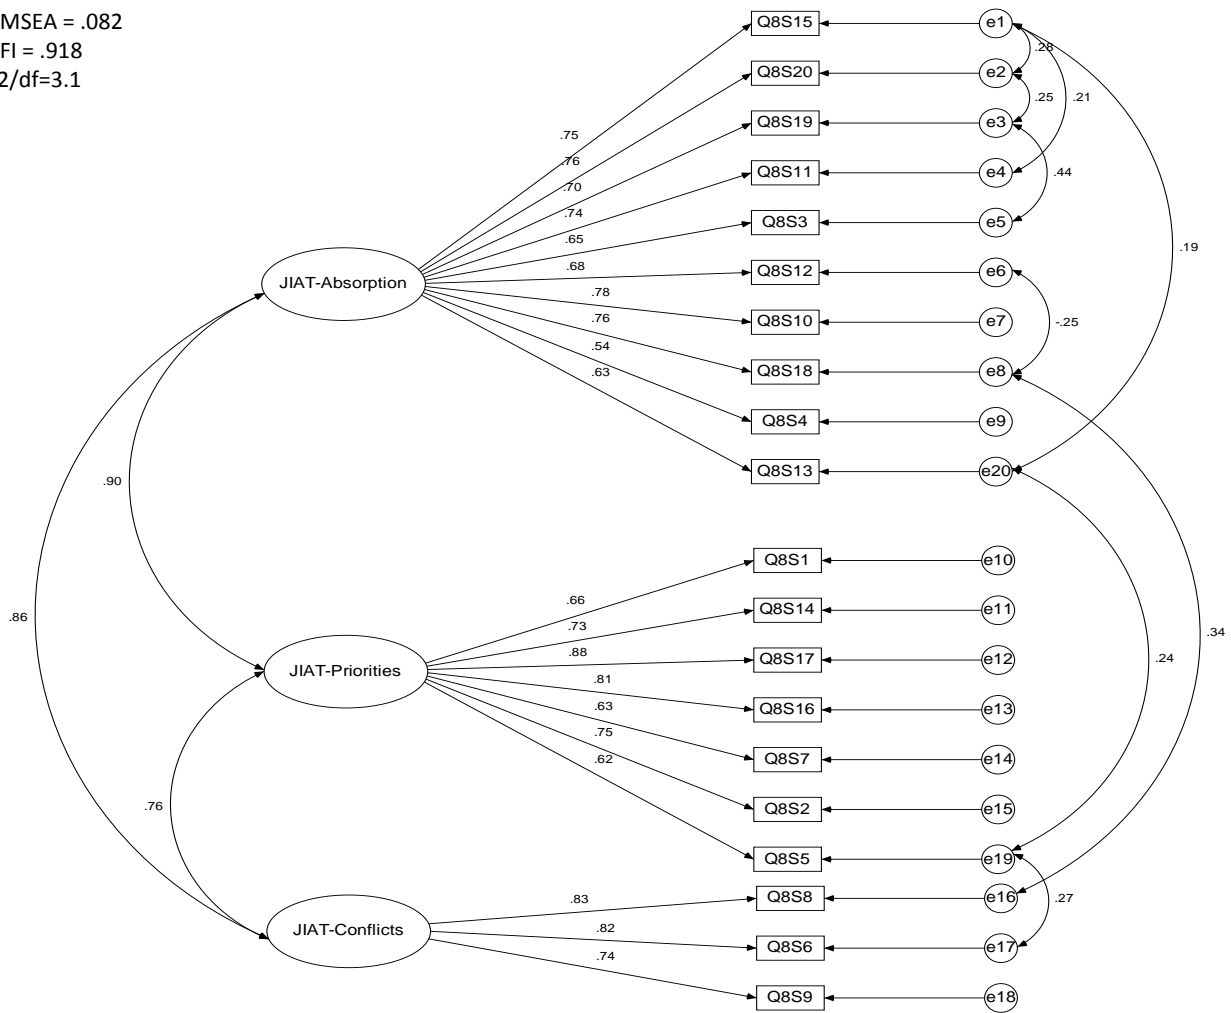 MSEA = .082
FI = .918
2/df=3.1
Q8S15
e1
.28
Q8S20
e2
.25
.21
Q8S19
e3
.75
.76
Q8S11
e4
.44
.70
.74
Q8S3
e5
.65
.19
.68
Q8S12
e6
JIAT-Absorption
.78
Q8S10
e7
-.25
.76
.54
Q8S18
e8
.63
Q8S4
e9
Q8S13
e20
.90
Q8S1
e10
.66
Q8S14
e11
.86
.73
.34
.88
Q8S17
e12
.24
JIAT-Priorities
.81
.63
Q8S16
e13
.75
Q8S7
e14
.62
.76
Q8S2
e15
Q8S5
e19
.83
Q8S8
e16
.27
JIAT-Conflicts
.82
Q8S6
e17
.74
Q8S9
e18